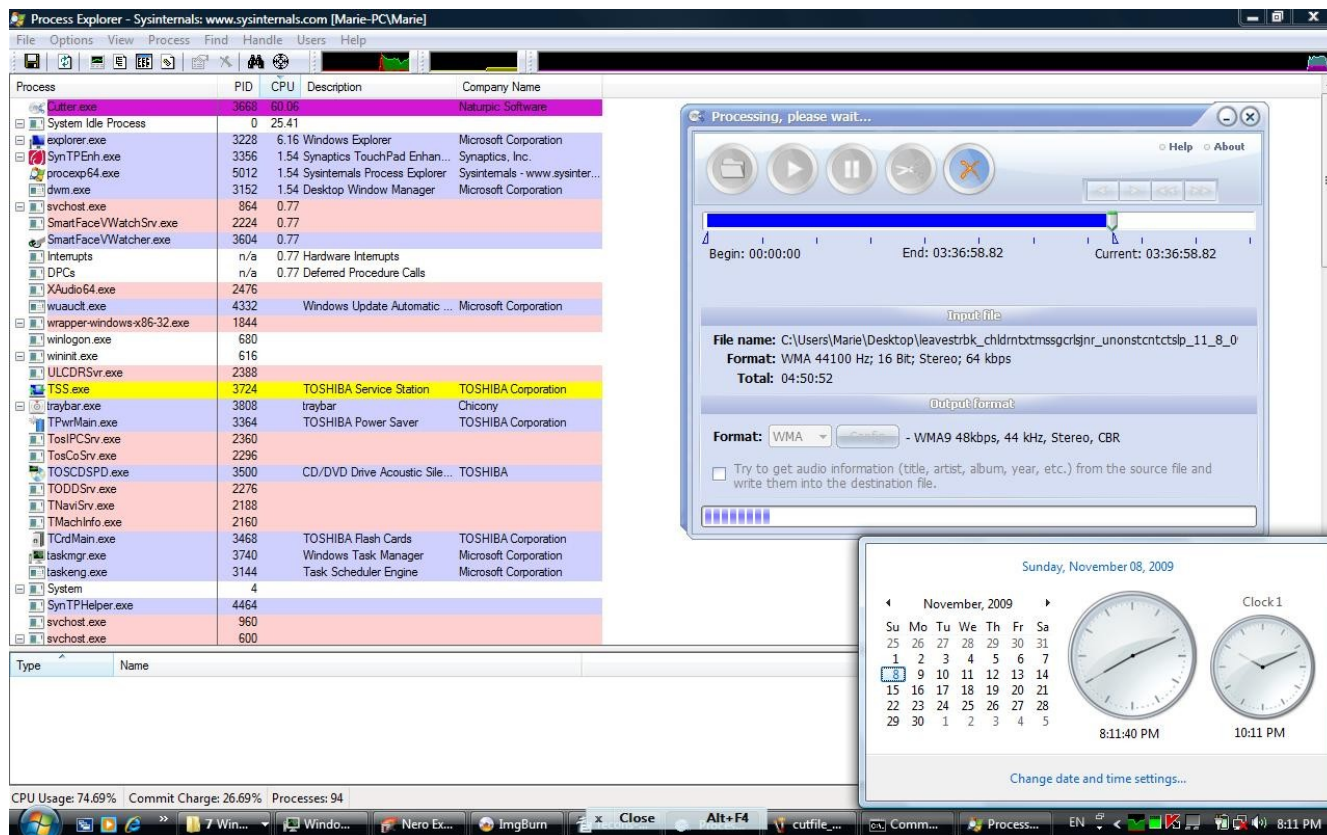 Process Explorer - Sysinternals: www.sysinternals.com [Marie-PC\Marie]
File Options View Process Find Handle Users Help
Process PID CPU Description Company Name
Cutter.exe 3668 60.06 Naturpic Software
System Idle Process 0 25.41
explorer.exe 3228 6.16 Windows Explorer Microsoft Corporation
SynTPEnh.exe 3356 1.54 Synaptics TouchPad Enhan... Synaptics, Inc.
procexp64.exe 5012 1.54 Sysinternals Process Explorer Sysinternals - www.sysinter...
dwm.exe 3152 1.54 Desktop Window Manager Microsoft Corporation
svchost.exe 864 0.77
SmartFaceVWatchSrv.exe 2224 0.77
SmartFaceVWatcher.exe 3604 0.77
Interrupts n/a 0.77 Hardware Interrupts
DPCs n/a 0.77 Deferred Procedure Calls
XAudio64.exe 2476
wuauclt.exe 4332 Windows Update Automatic ... Microsoft Corporation
wrapper-windows-x86-32.exe 1844
winlogon.exe 680
wininit.exe 616
ULCDRSvr.exe 2388
TSS.exe 3724 TOSHIBA Service Station TOSHIBA Corporation
traybar.exe 3808 traybar Chicony
TPwrMain.exe 3364 TOSHIBA Power Saver TOSHIBA Corporation
TosIPCSrv.exe 2360
TosCoSrv.exe 2296
TOSCDSPD.exe 3500 CD/DVD Drive Acoustic Sile... TOSHIBA
TODDSrv.exe 2276
TNaviSrv.exe 2188
TMachInfo.exe 2160
TCrdMain.exe 3468 TOSHIBA Flash Cards TOSHIBA Corporation
taskmgr.exe 3740 Windows Task Manager Microsoft Corporation
taskeng.exe 3144 Task Scheduler Engine Microsoft Corporation
System 4
SynTPHelper.exe 4464
svchost.exe 960
svchost.exe 600
Type Name
CPU Usage: 74.69% Commit Charge: 26.69% Processes: 94
Processing, please wait...
Help About
Begin: 00:00:00 End: 03:36:58.82 Current: 03:36:58.82
Input file
File name: C:\Users\Marie\Desktop\leavestrbk_chldrntxtmssgcrlsjnr_unonstcntctslp_11_8_0
Format: WMA 44100 Hz; 16 Bit; Stereo; 64 kbps
Total: 04:50:52
Output format
Format: WMA Config - WMA9 48kbps, 44 kHz, Stereo, CBR
Try to get audio information (title, artist, album, year, etc.) from the source file and
write them into the destination file.
Sunday, November 08, 2009
November, 2009
Clock 1
Su Mo Tu We Th Fr Sa
25 26 27 28 29 30 31
1 2 3 4 5 6 7
8 9 10 11 12 13 14
15 16 17 18 19 20 21
22 23 24 25 26 27 28
29 30 1 2 3 4 5
8:11:40 PM 10:11 PM
Change date and time settings...
7 Win... Windo... Nero Ex... ImgBurn x Close Alt+F4 cutfile_... Comm... Process... EN 8:11 PM